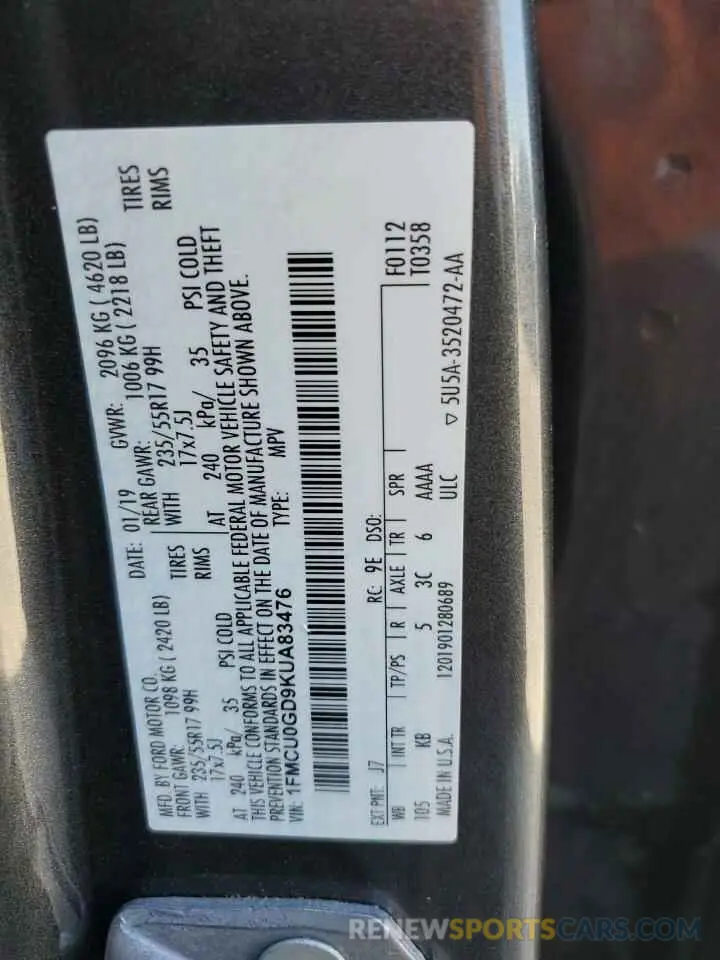 MFD. BY FORD MOTOR CO.
DATE: 01/19 GVWR: 2096 KG ( 4620 LB)
FRONT GAWR: 1098 KG ( 2420 LB) REAR GAWR: 1006 KG ( 2218 LB)
WITH 235/55R17 99H TIRES WITH 235/55R17 99H TIRES
17x7.5J RIMS 17x7.5J RIMS
AT 240 kPa/ 35 PSI COLD AT 240 kPa/ 35 PSI COLD
THIS VEHICLE CONFORMS TO ALL APPLICABLE FEDERAL MOTOR VEHICLE SAFETY AND THEFT
PREVENTION STANDARDS IN EFFECT ON THE DATE OF MANUFACTURE SHOWN ABOVE.
VIN: 1FMCU0GD9KUA83476 TYPE: MPV
EXT PNT: J7 RC: 9E DSO:
WB INT TR TP/PS R AXLE TR SPR F0112
105 KB 5 3C 6 AAAA T0358
MADE IN U.S.A. 1201901280689 ULC ▽ 5U5A-3520472-AA
RENEWSPORTSCARS.COM